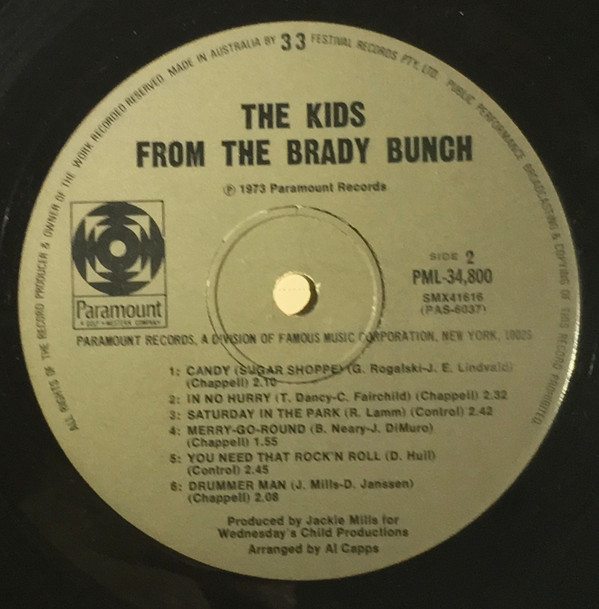 ALL RIGHTS OF THE RECORD PRODUCER & OWNER OF THE WORK RECORDED RESERVED. MADE IN AUSTRALIA BY 33 FESTIVAL RECORDS PTY. LTD. PUBLIC PERFORMANCE BROADCASTING & COPYING OF THIS RECORD PROHIBITED.
THE KIDS
FROM THE BRADY BUNCH
℗ 1973 Paramount Records
SIDE 2
PML-34,800
SMX41616
(PAS-6037)
Paramount
A GULF+WESTERN COMPANY
PARAMOUNT RECORDS, A DIVISION OF FAMOUS MUSIC CORPORATION, NEW YORK, 10023
1: CANDY (SUGAR SHOPPE) (G. Rogalski-J. E. Lindvald)
(Chappell) 2.10
2: IN NO HURRY (T. Dancy-C. Fairchild) (Chappell) 2.32
3: SATURDAY IN THE PARK (R. Lamm) (Control) 2.42
4: MERRY-GO-ROUND (B. Neary-J. DiMuro)
(Chappell) 1.55
5: YOU NEED THAT ROCK'N ROLL (D. Hull)
(Control) 2.45
6: DRUMMER MAN (J. Mills-D. Janssen)
(Chappell) 2.08
Produced by Jackie Mills for
Wednesday's Child Productions
Arranged by Al Capps